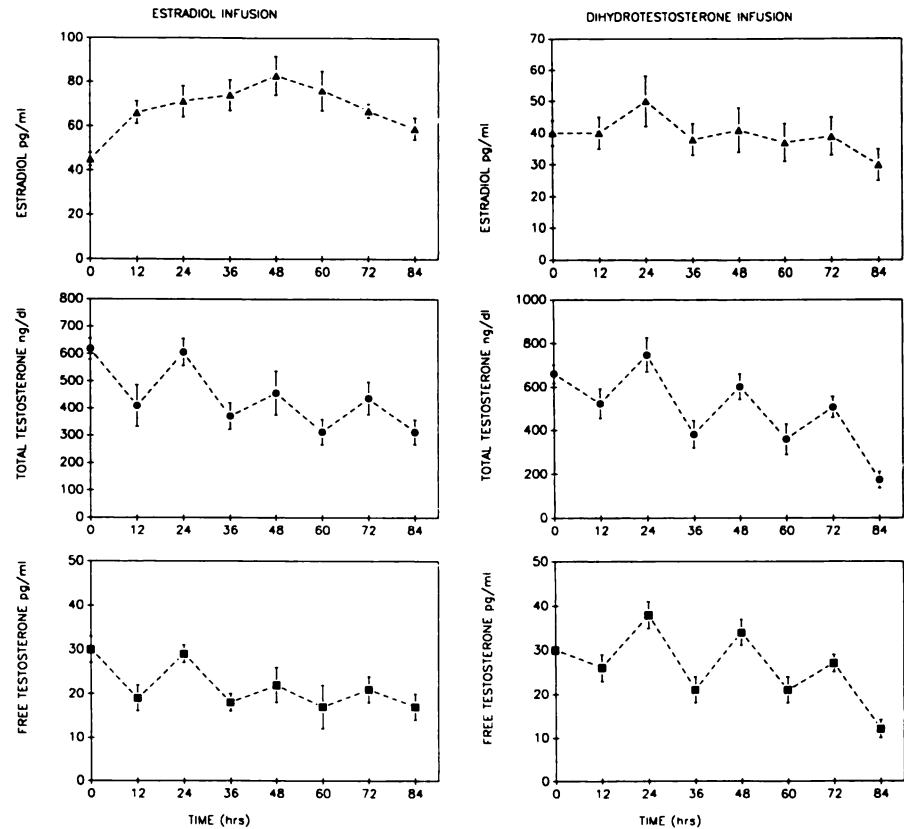 ESTRADIOL INFUSION
DIHYDROTESTOSTERONE INFUSION
ESTRADIOL pg/ml
100
80
60
40
20
0
0 12 24 36 48 60 72 84
ESTRADIOL pg/ml
70
60
50
40
30
20
10
0
0 12 24 36 48 60 72 84
TOTAL TESTOSTERONE ng/dl
800
700
600
500
400
300
200
100
0
0 12 24 36 48 60 72 84
TOTAL TESTOSTERONE ng/dl
1000
800
600
400
200
0
0 12 24 36 48 60 72 84
FREE TESTOSTERONE pg/ml
50
40
30
20
10
0
0 12 24 36 48 60 72 84
TIME (hrs)
FREE TESTOSTERONE pg/ml
50
40
30
20
10
0
0 12 24 36 48 60 72 84
TIME (hrs)